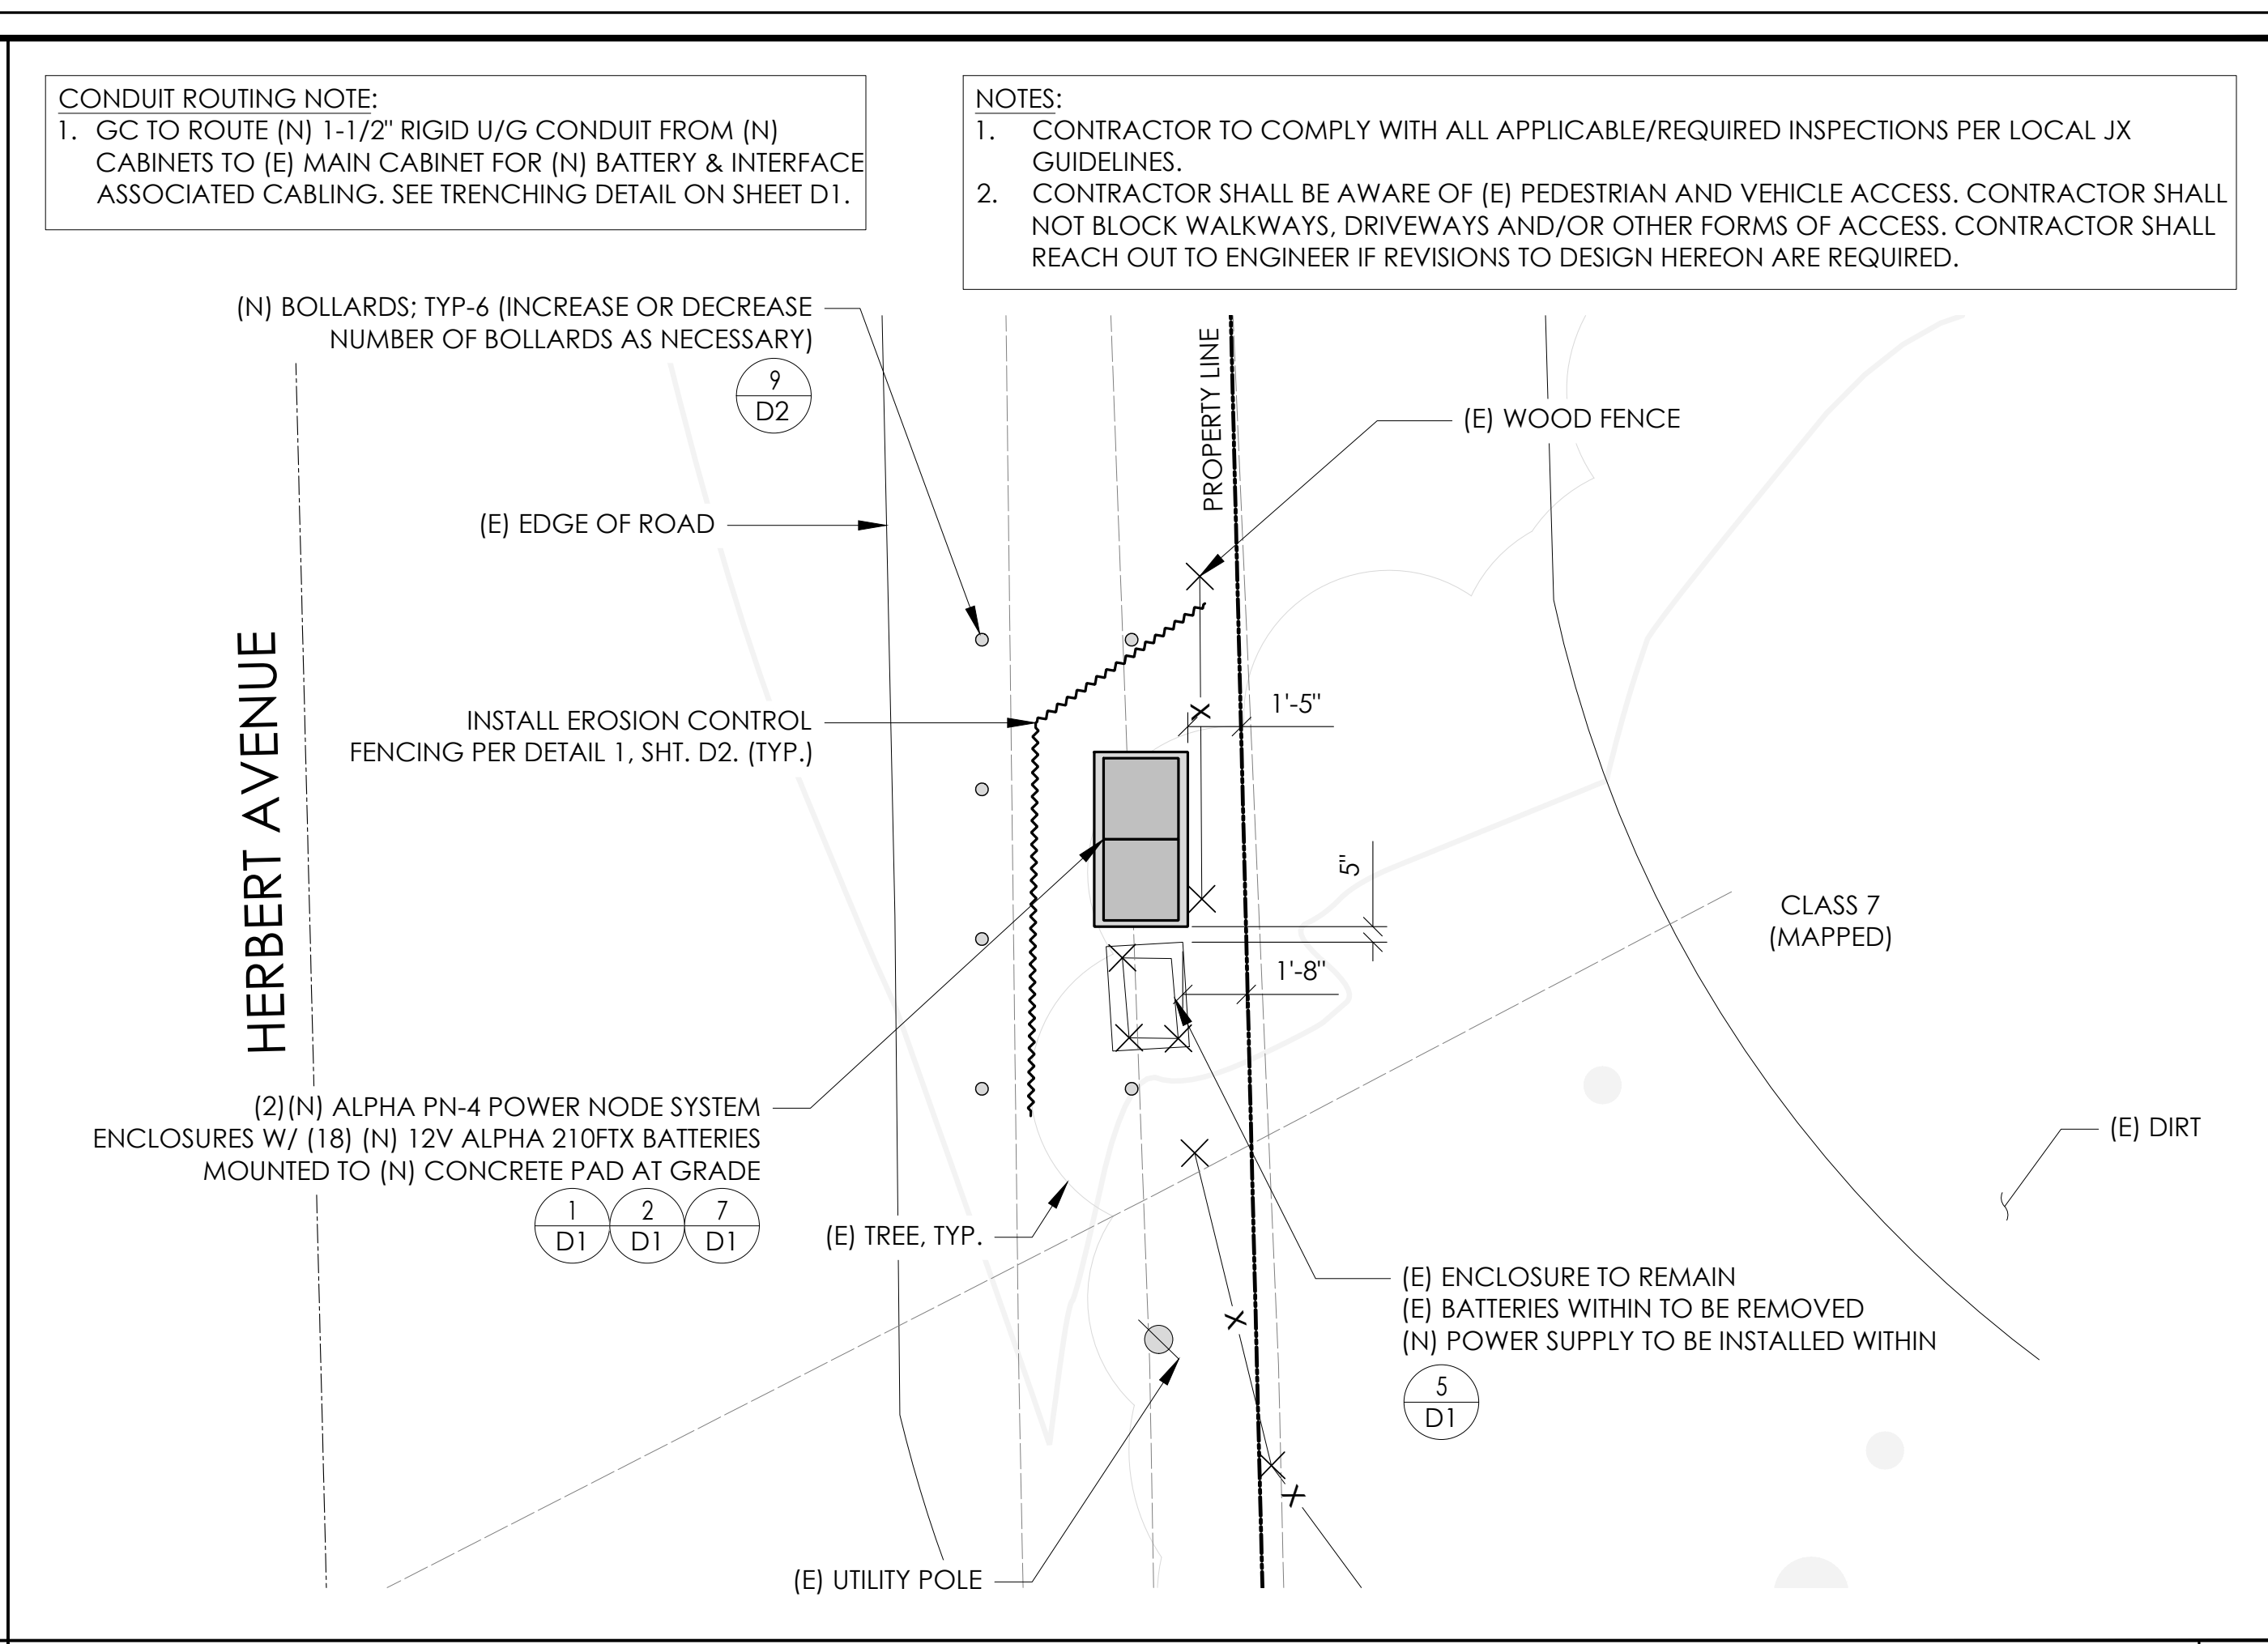 CONDUIT ROUTING NOTE:
1. GC TO ROUTE (N) 1-1/2" RIGID U/G CONDUIT FROM (N)
CABINETS TO (E) MAIN CABINET FOR (N) BATTERY & INTERFACE
ASSOCIATED CABLING. SEE TRENCHING DETAIL ON SHEET D1.
NOTES:
1. CONTRACTOR TO COMPLY WITH ALL APPLICABLE/REQUIRED INSPECTIONS PER LOCAL JX
GUIDELINES.
2. CONTRACTOR SHALL BE AWARE OF (E) PEDESTRIAN AND VEHICLE ACCESS. CONTRACTOR SHALL
NOT BLOCK WALKWAYS, DRIVEWAYS AND/OR OTHER FORMS OF ACCESS. CONTRACTOR SHALL
REACH OUT TO ENGINEER IF REVISIONS TO DESIGN HEREON ARE REQUIRED.
(N) BOLLARDS; TYP-6 (INCREASE OR DECREASE
NUMBER OF BOLLARDS AS NECESSARY)
9
D2
PROPERTY LINE
(E) WOOD FENCE
(E) EDGE OF ROAD
HERBERT AVENUE
INSTALL EROSION CONTROL
FENCING PER DETAIL 1, SHT. D2. (TYP.)
X
1'-5"
5"
1'-8"
CLASS 7
(MAPPED)
(2)(N) ALPHA PN-4 POWER NODE SYSTEM
ENCLOSURES W/ (18) (N) 12V ALPHA 210FTX BATTERIES
MOUNTED TO (N) CONCRETE PAD AT GRADE
1
D1
2
D1
7
D1
(E) DIRT
(E) TREE, TYP.
(E) ENCLOSURE TO REMAIN
(E) BATTERIES WITHIN TO BE REMOVED
(N) POWER SUPPLY TO BE INSTALLED WITHIN
5
D1
X
X
(E) UTILITY POLE